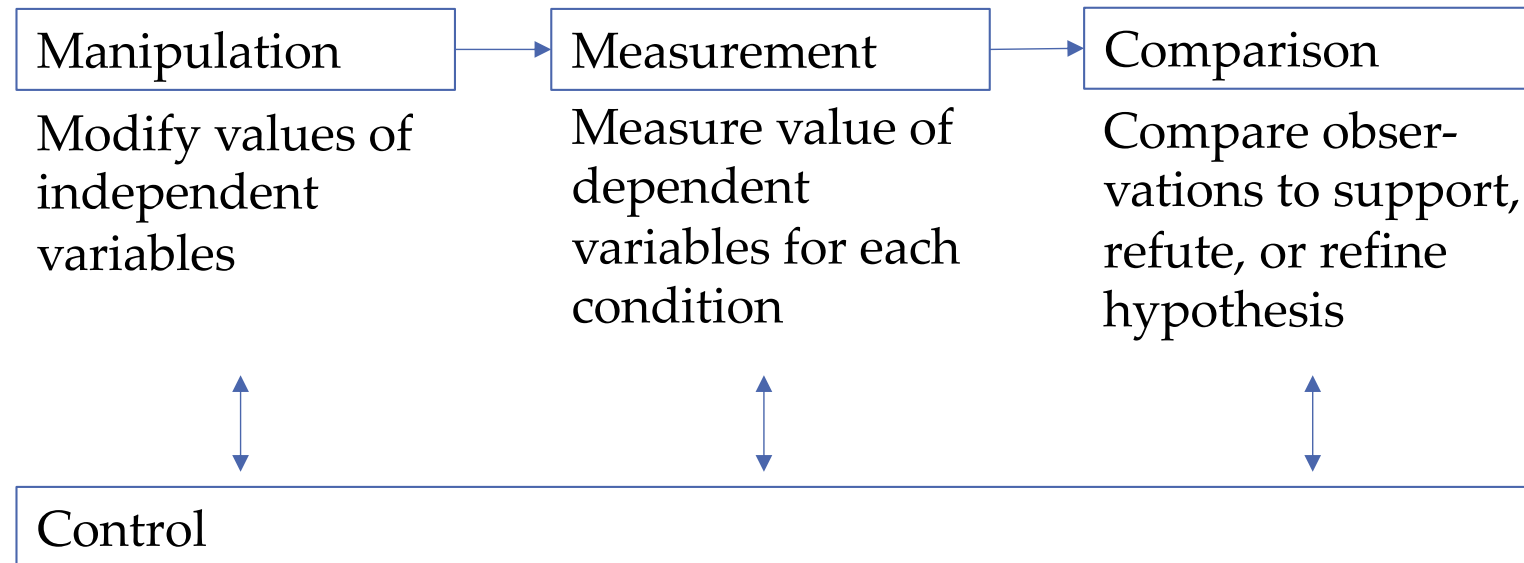 Manipulation
Modify values of
independent
variables
Measurement
Measure value of
dependent
variables for each
condition
Comparison
Compare obser-
vations to support,
refute, or refine
hypothesis
Control